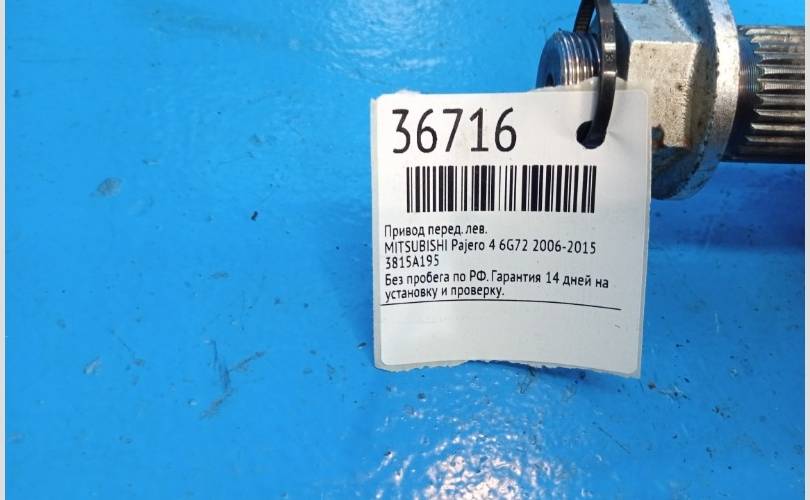 36716
Привод перед. лев.
MITSUBISHI Pajero 4 6G72 2006-2015
3815A195
Без пробега по РФ. Гарантия 14 дней на
установку и проверку.